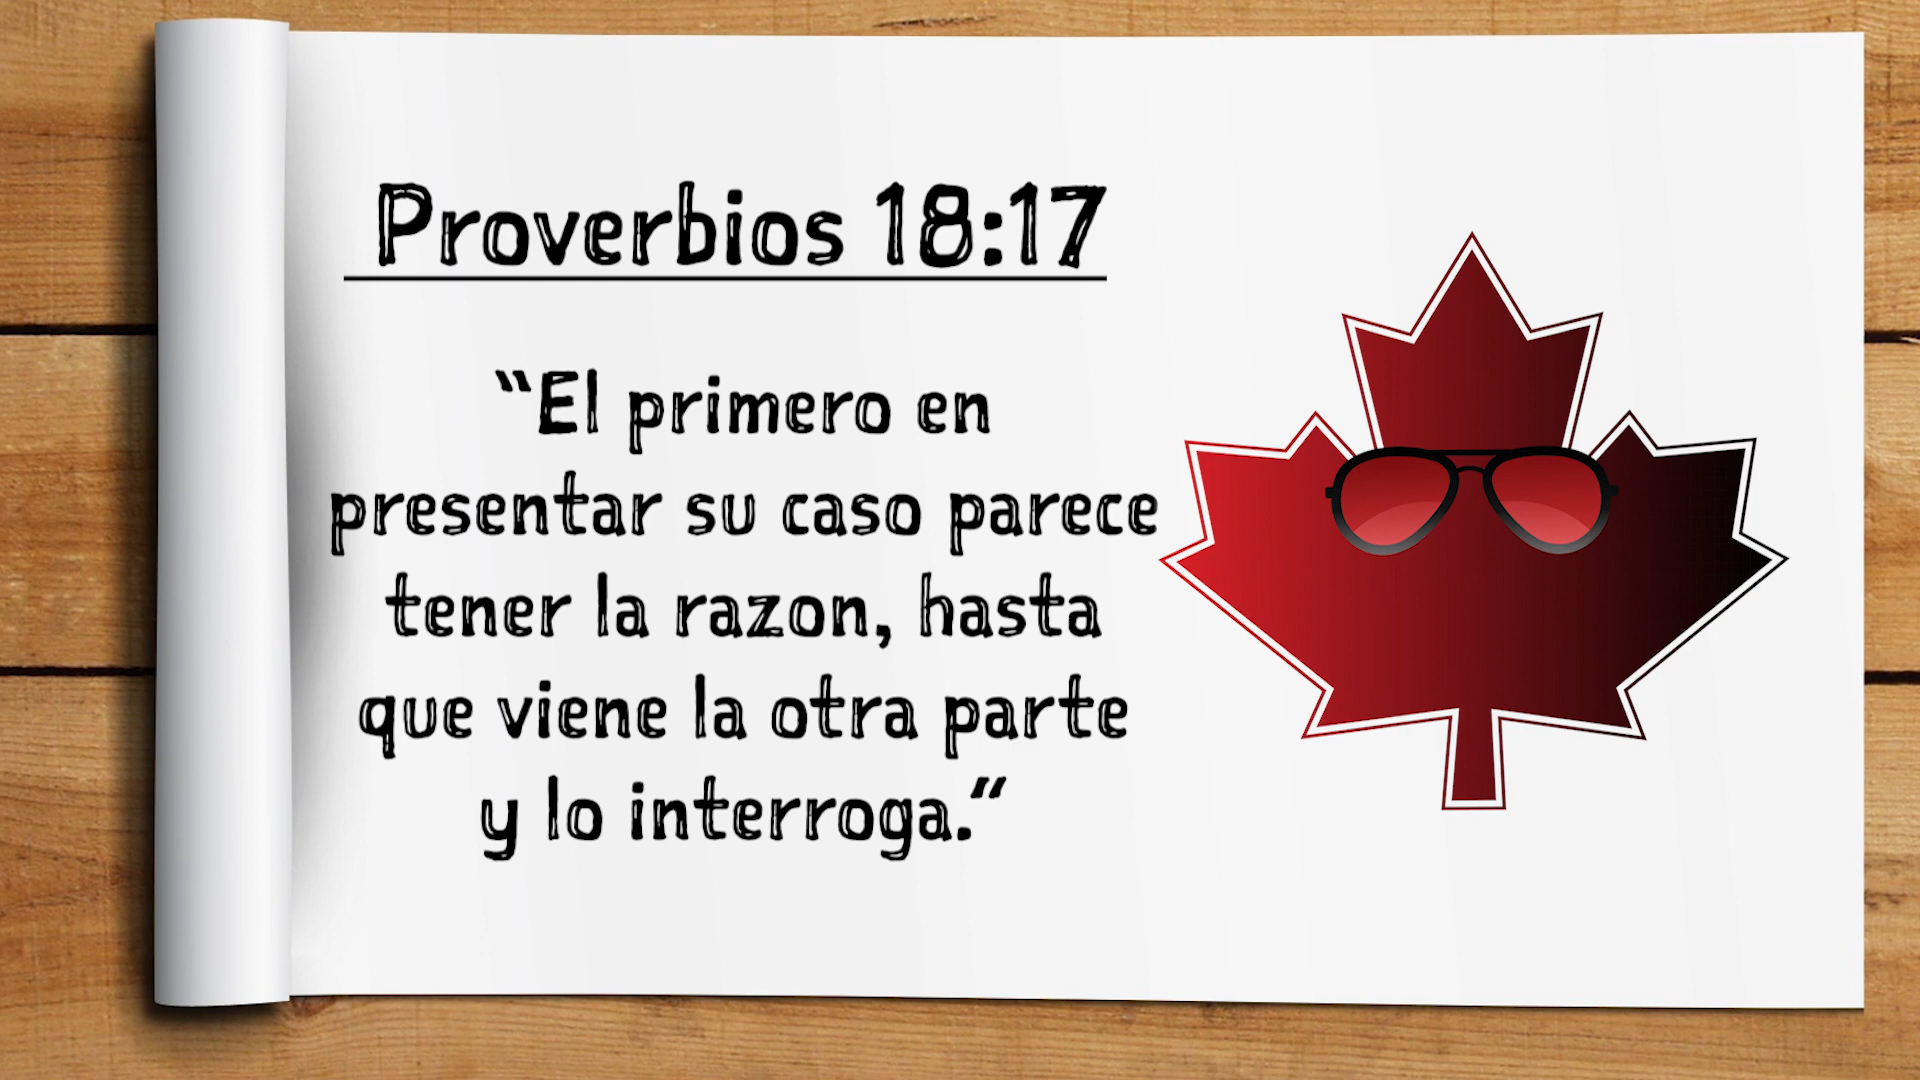 Proverbios 18:17
“El primero en
presentar su caso parece
tener la razon, hasta
que viene la otra parte
y lo interroga.”